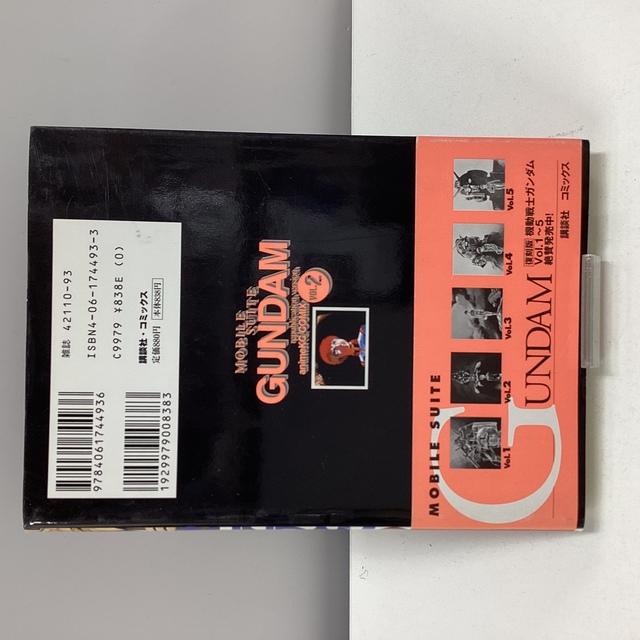 9784061744936
1929979008383
雑誌 42110-93
ISBN4-06-174493-3
C9979 ¥838E (0)
講談社・コミックス
定価880円 本体838円
MOBILE
SUITE
GUNDAM
animeKC COMIX
VOL.2
MOBILE SUITE
GUNDAM
Vol.1
Vol.2
Vol.3
Vol.4
Vol.5
復刻版 機動戦士ガンダム
Vol.1〜5
絶賛発売中!
講談社 コミックス